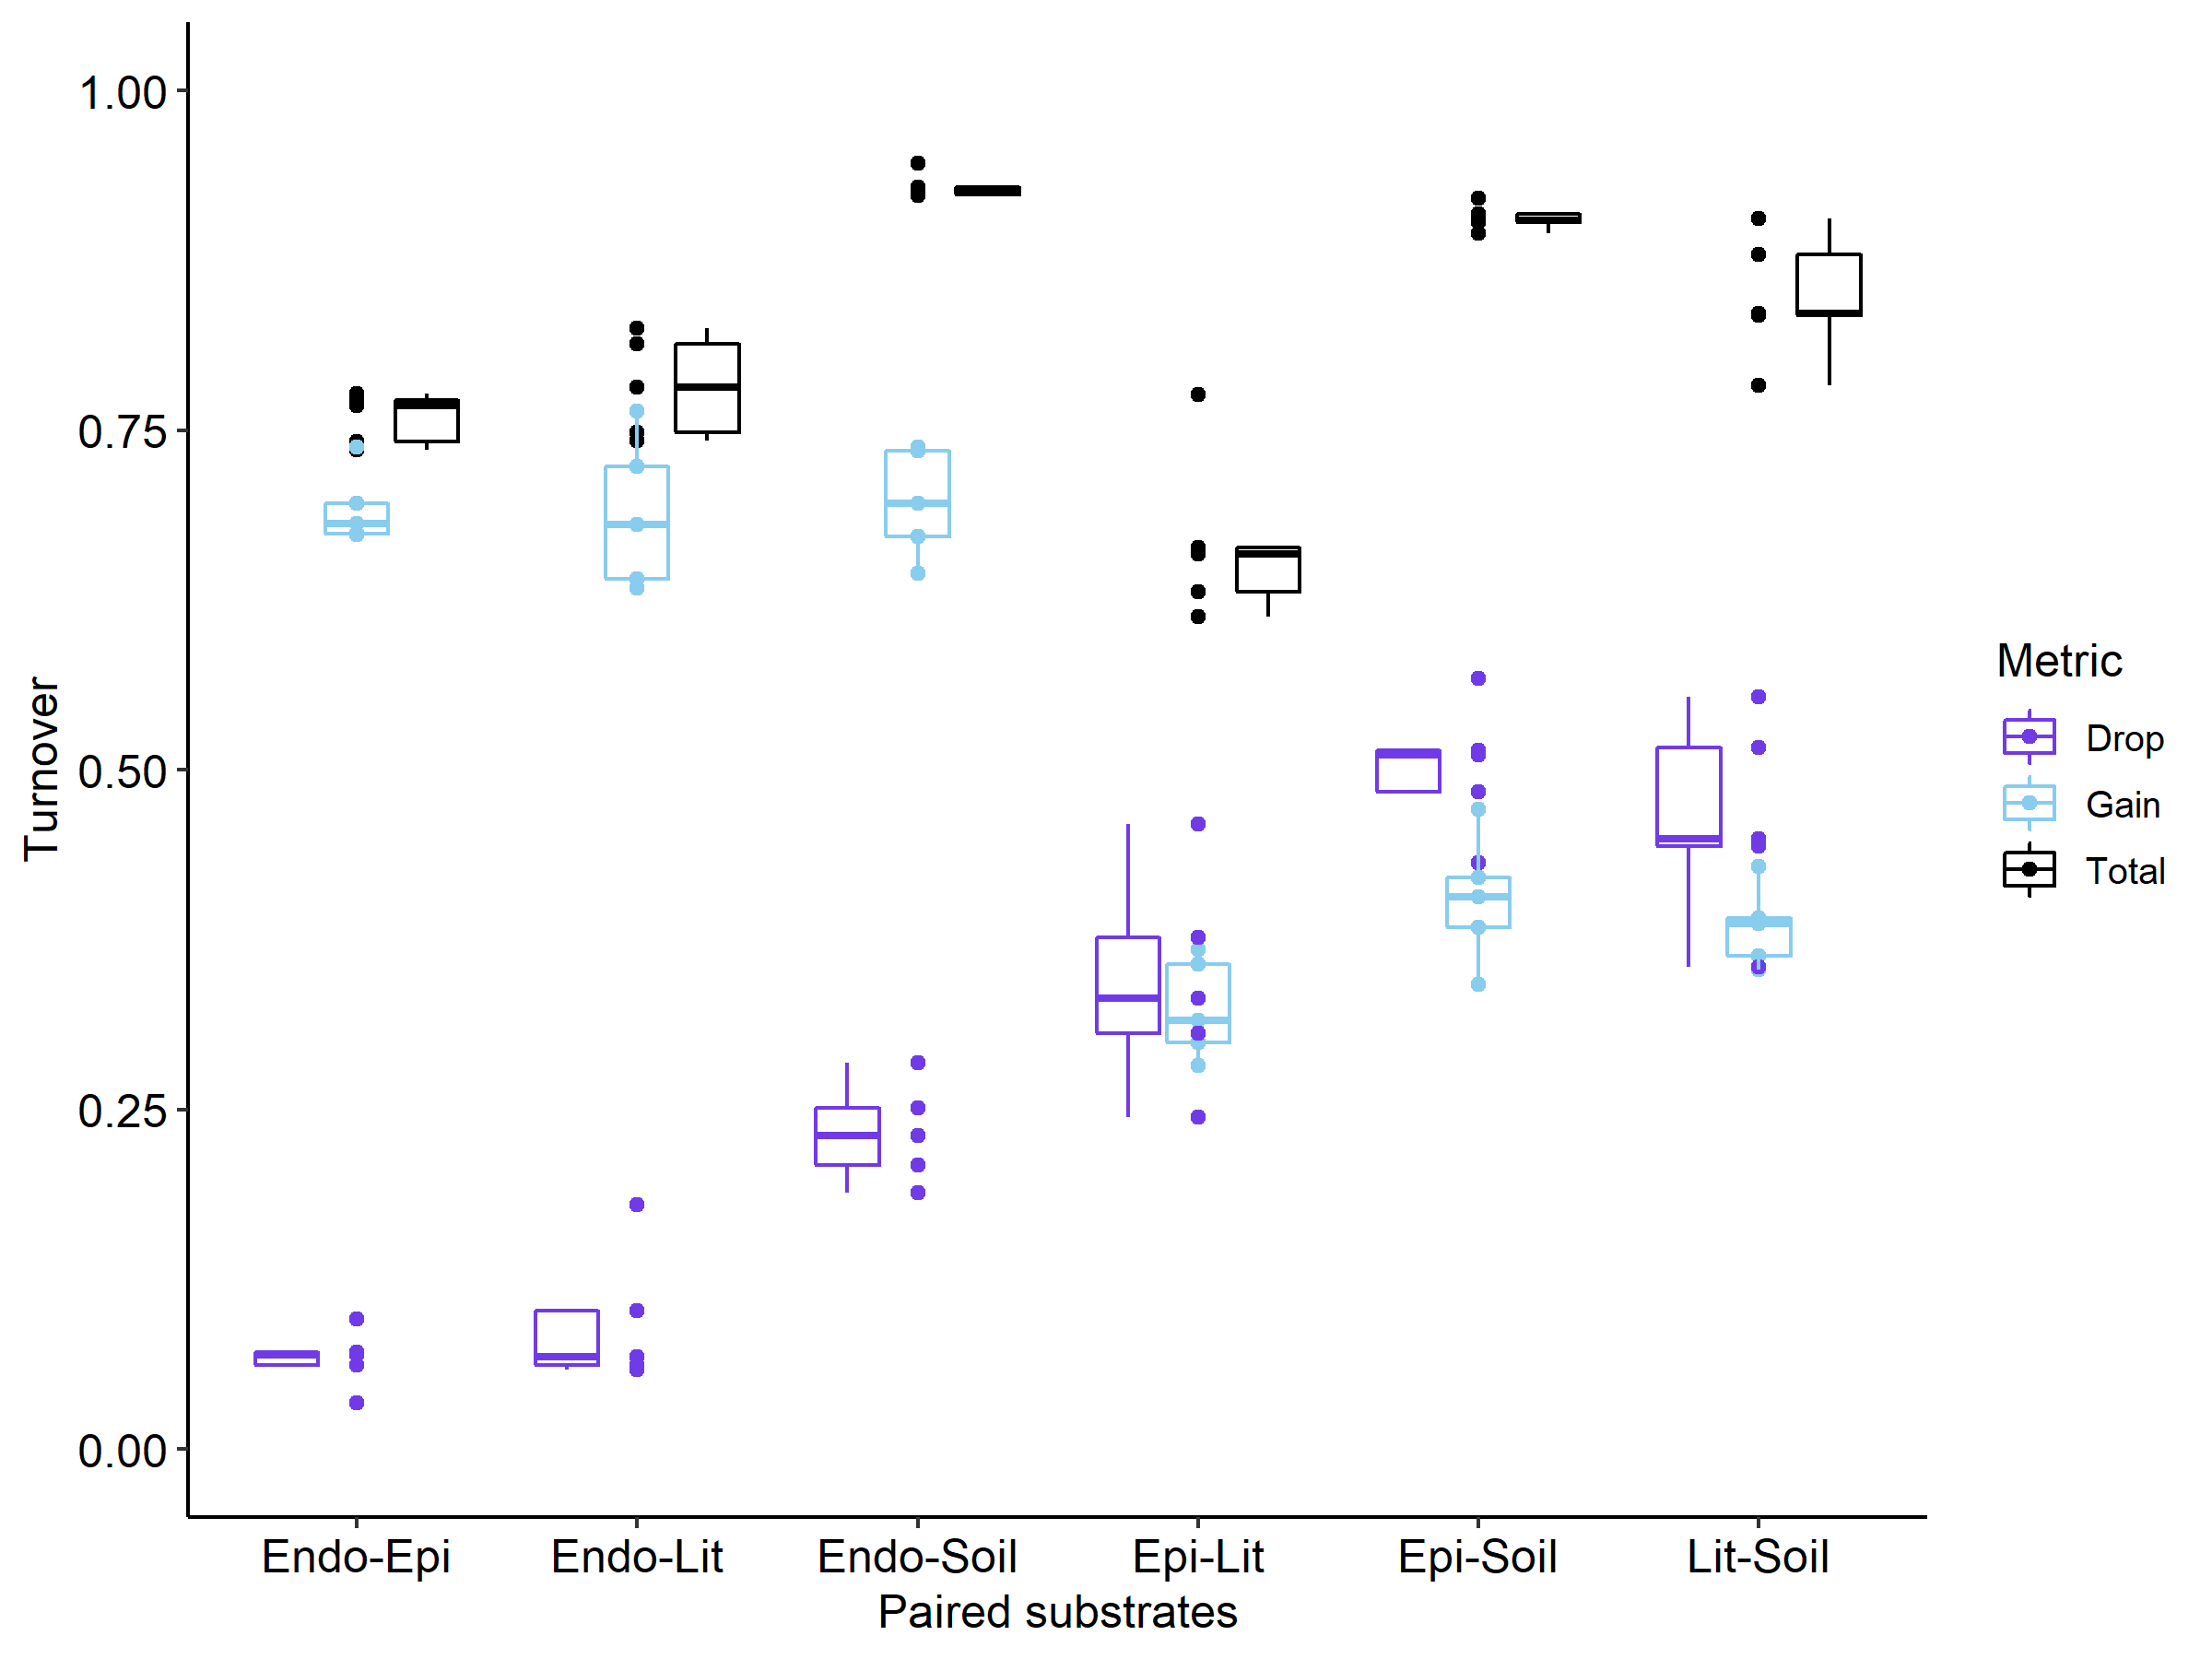 1.00
0.75
0.50
0.25
0.00
Turnover
Endo-Epi
Endo-Lit
Endo-Soil
Epi-Lit
Epi-Soil
Lit-Soil
Paired substrates
Metric
Drop
Gain
Total